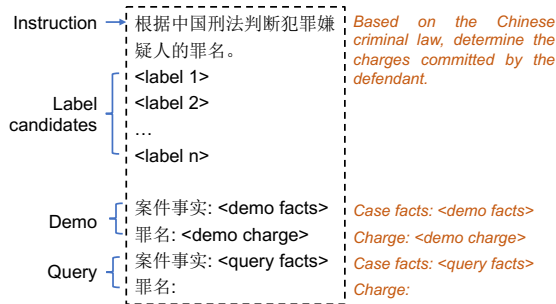 Instruction
根据中国刑法判断犯罪嫌
疑人的罪名。
Based on the Chinese
criminal law, determine the
charges committed by the
defendant.
Label
candidates
<label 1>
<label 2>
...
<label n>
Demo
案件事实: <demo facts>
罪名: <demo charge>
Case facts: <demo facts>
Charge: <demo charge>
Query
案件事实: <query facts>
罪名:
Case facts: <query facts>
Charge: